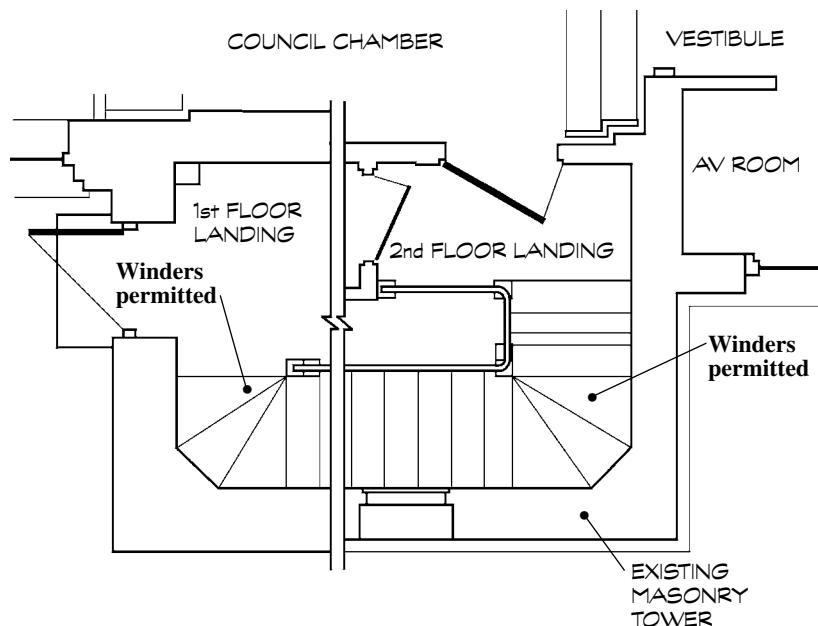 COUNCIL CHAMBER
VESTIBULE
AV ROOM
1st FLOOR
LANDING
2nd FLOOR LANDING
Winders
permitted
Winders
permitted
EXISTING
MASONRY
TOWER